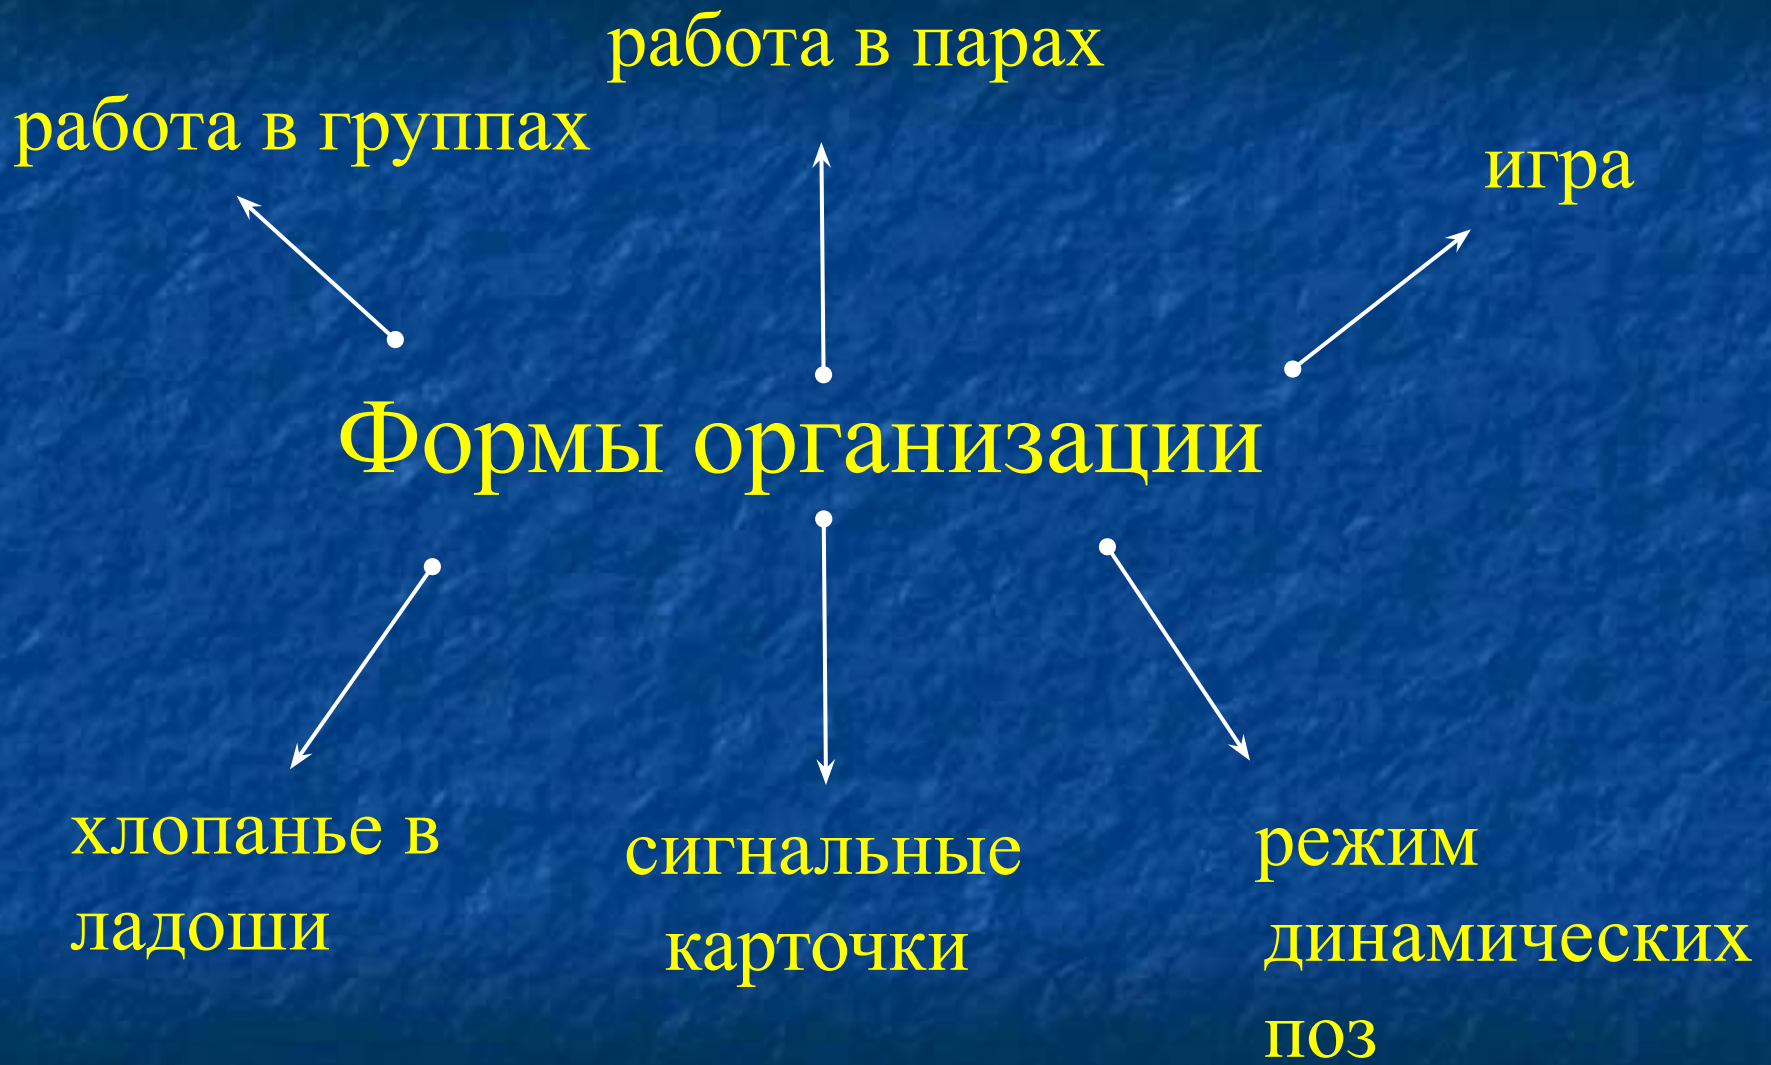 работа в парах
работа в группах
игра
Формы организации
хлопанье в
ладоши
сигнальные
карточки
режим
динамических
поз